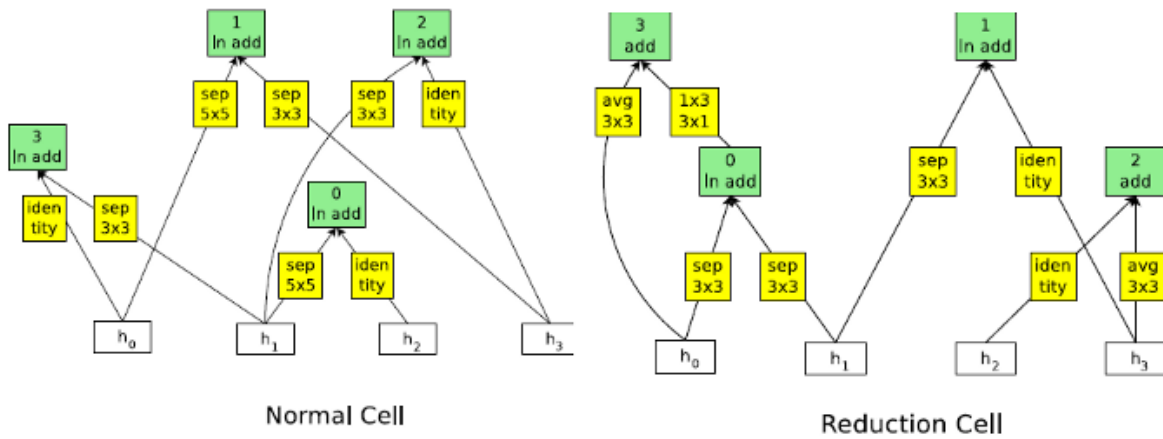 1
ln add
2
ln add
sep
5x5
sep
3x3
sep
3x3
iden
tity
3
ln add
iden
tity
sep
3x3
0
ln add
sep
5x5
iden
tity
h0
h1
h2
h3
Normal Cell
3
add
1
ln add
avg
3x3
1x3
3x1
0
ln add
sep
3x3
iden
tity
2
add
sep
3x3
sep
3x3
iden
tity
avg
3x3
h0
h1
h2
h3
Reduction Cell